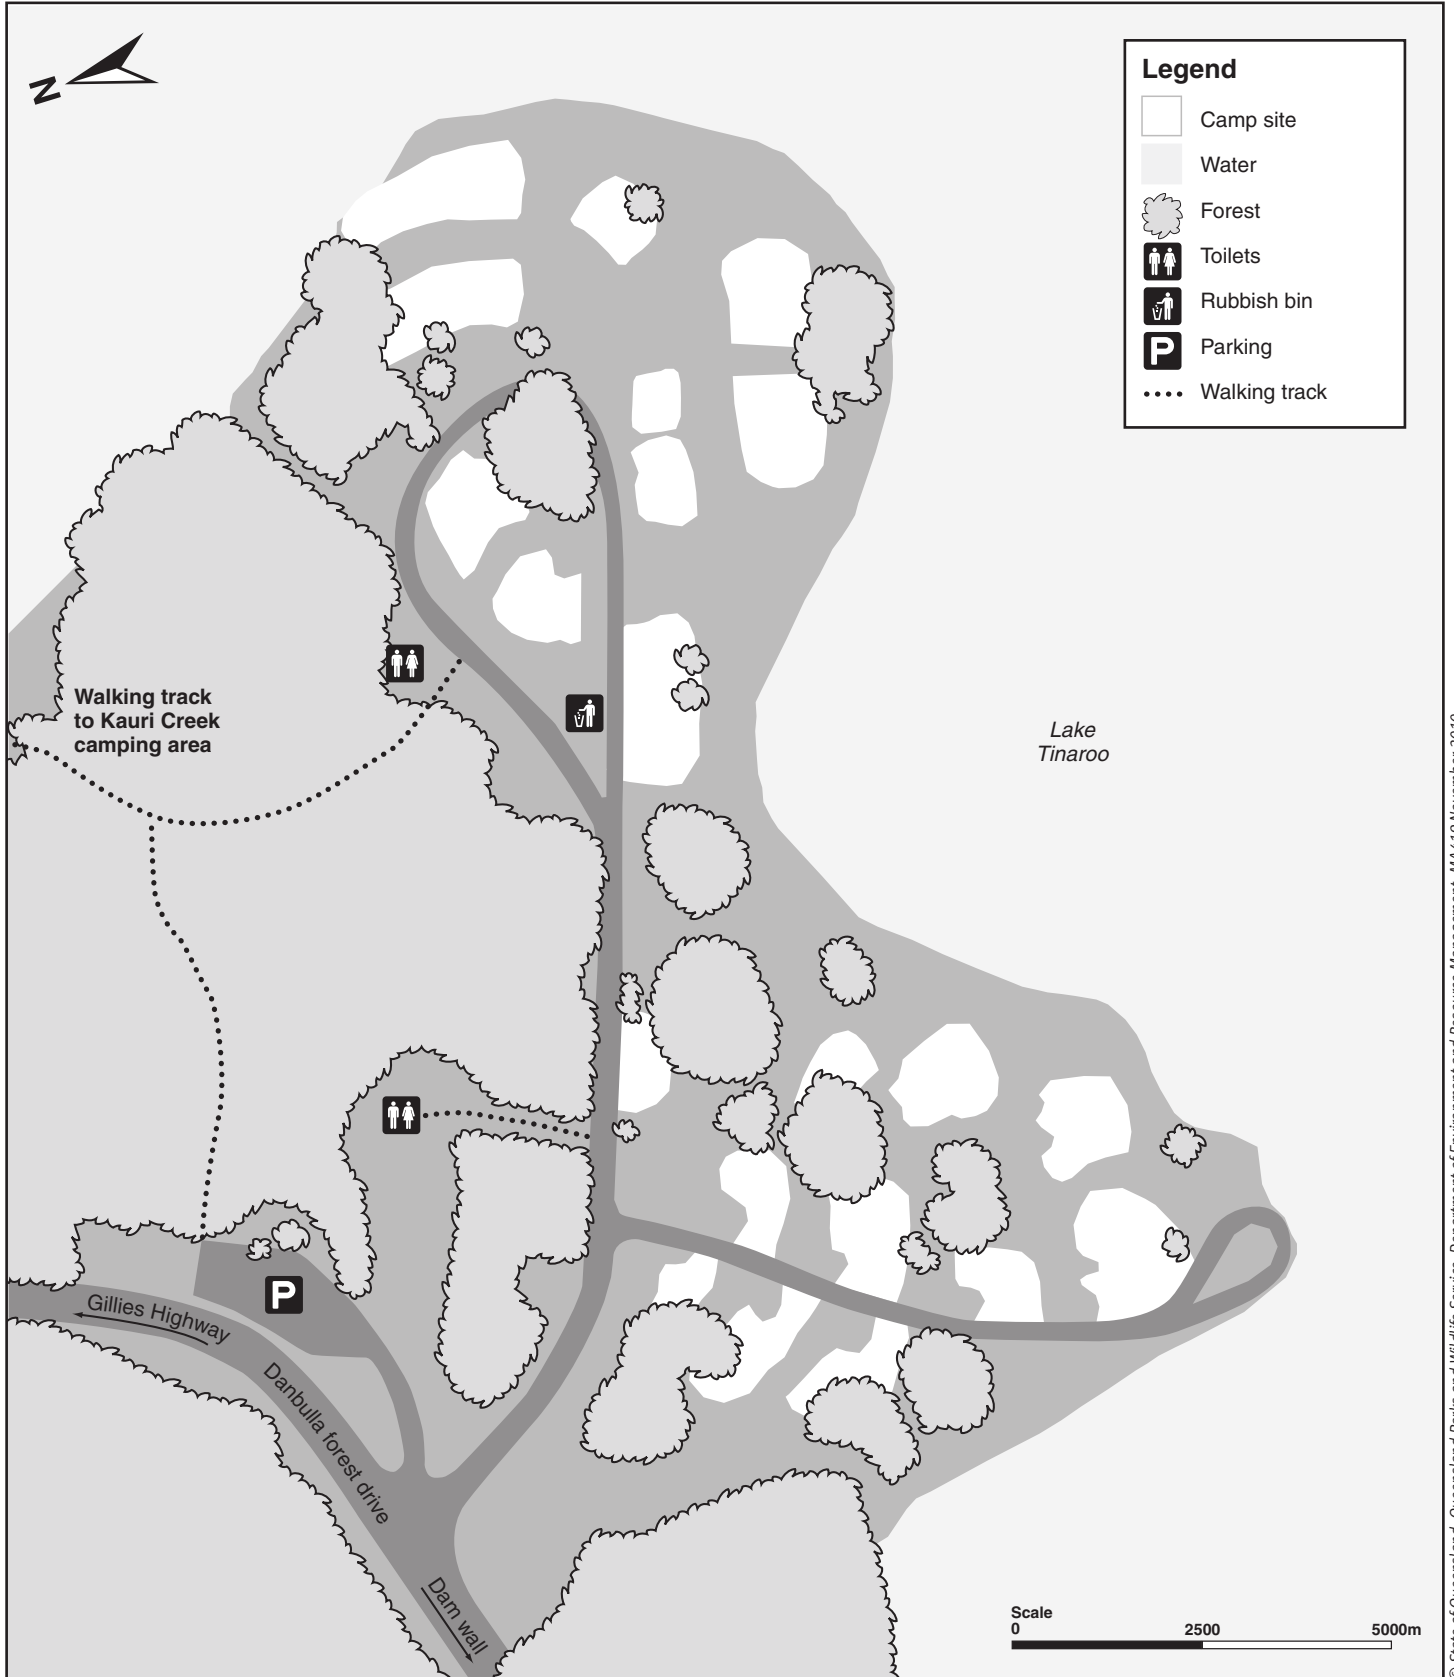 N
Legend
Camp site
Water
Forest
Toilets
Rubbish bin
P Parking
Walking track
Walking track
to Kauri Creek
camping area
Lake
Tinaroo
P
Gillies Highway
Danbulla forest drive
Dam wall
Scale
0 2500 5000m